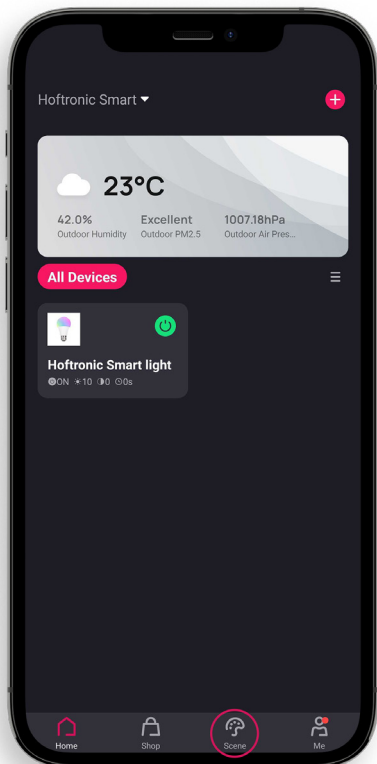 Hoftronic Smart
23°C
42.0% Excellent 1007.18hPa
Outdoor Humidity Outdoor PM2.5 Outdoor Air Pres...
All Devices
Hoftronic Smart light
ON 10 0 0s
Home Shop Scene Me